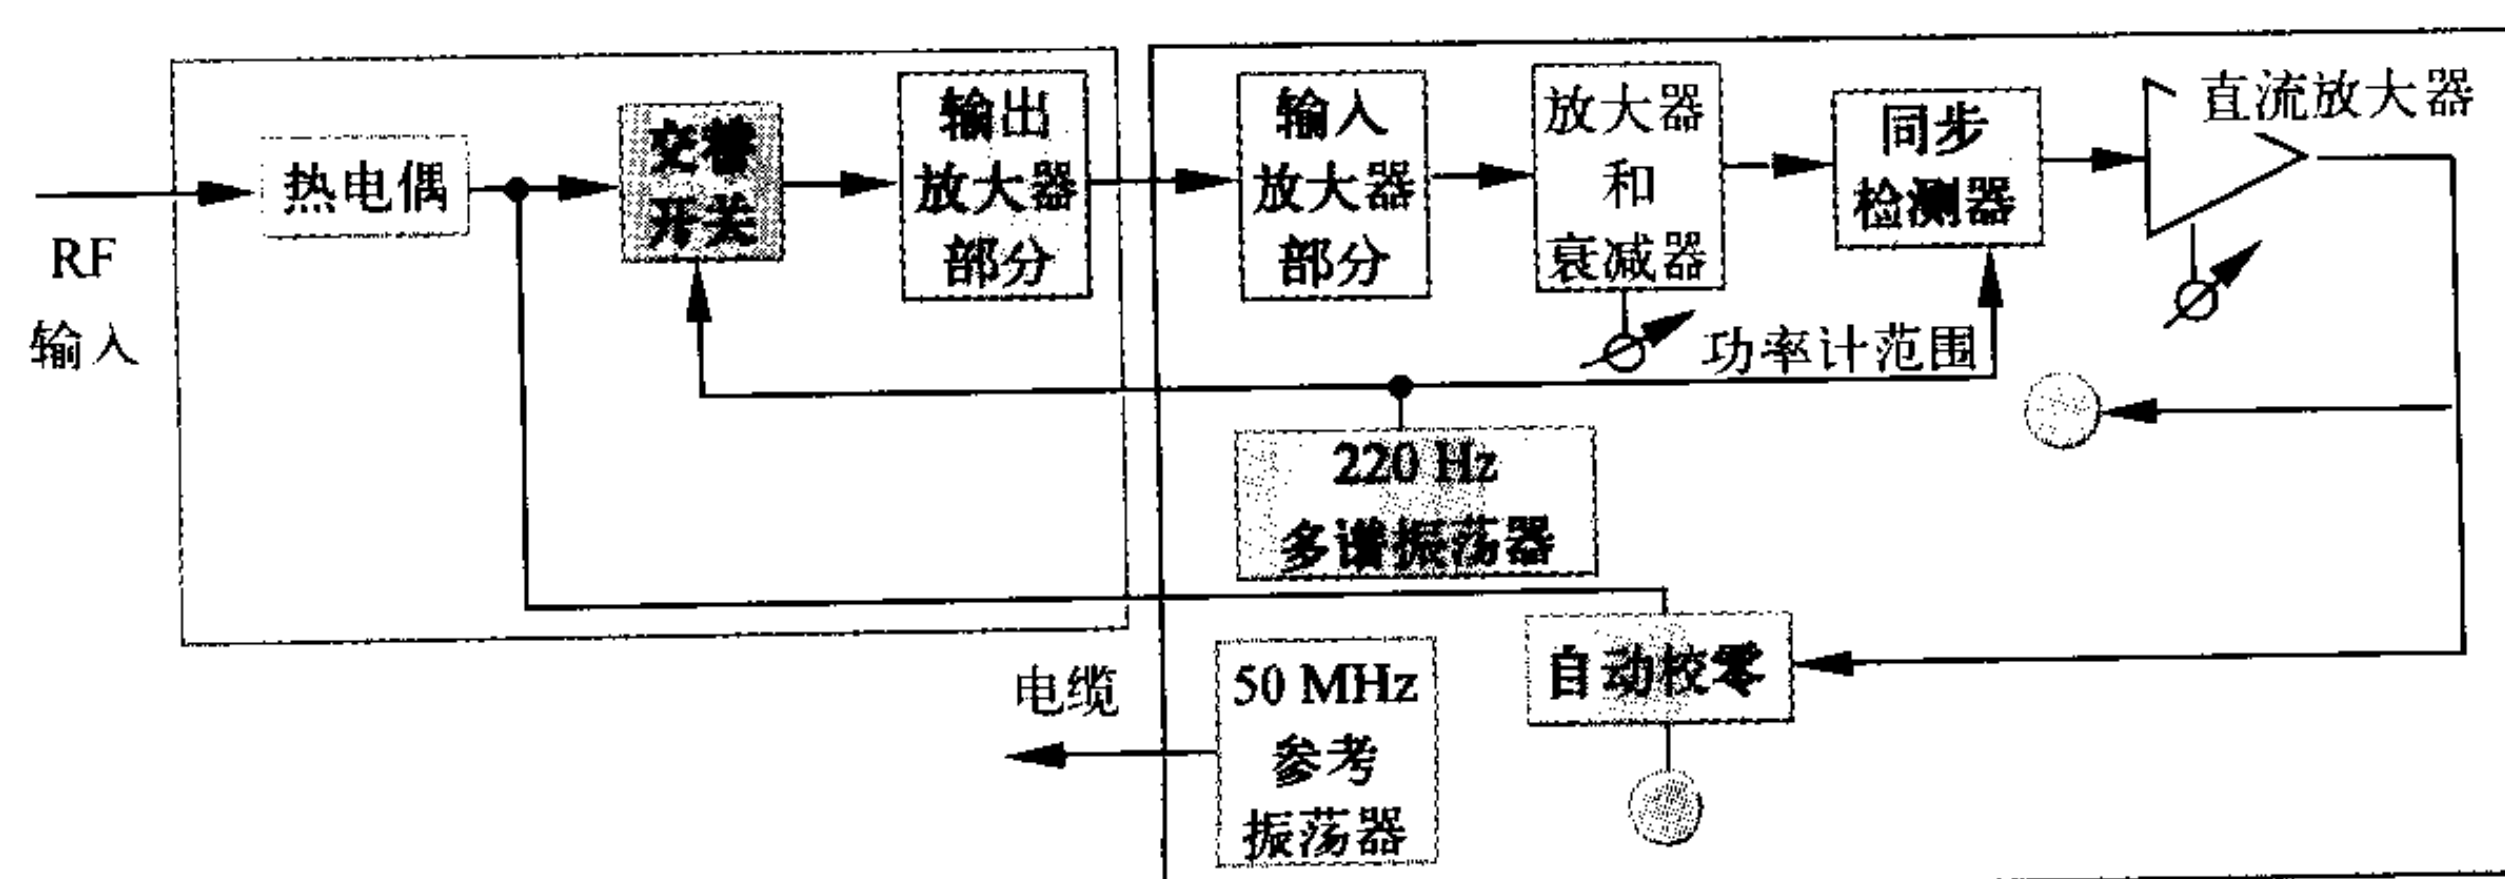 RF
输入
热电偶
交替
开关
输出
放大器
部分
输入
放大器
部分
放大器
和
衰减器
功率计范围
同步
检测器
直流放大器
220 Hz
多谐振荡器
自动校零
电缆
50 MHz
参考
振荡器